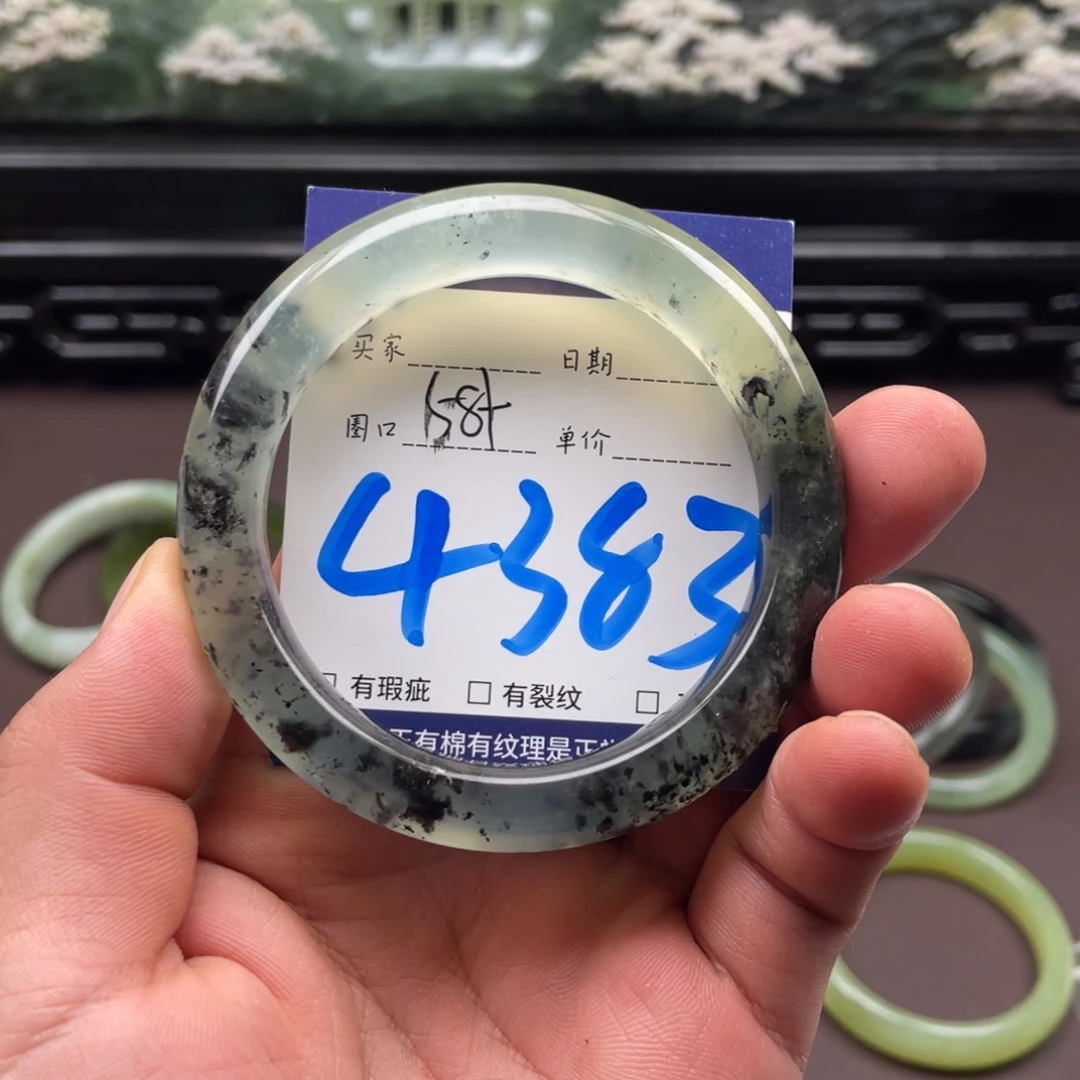 买家 日期
圈口 58 单价
4383
□ 有瑕疵 □ 有裂纹 □
有棉有纹理是正